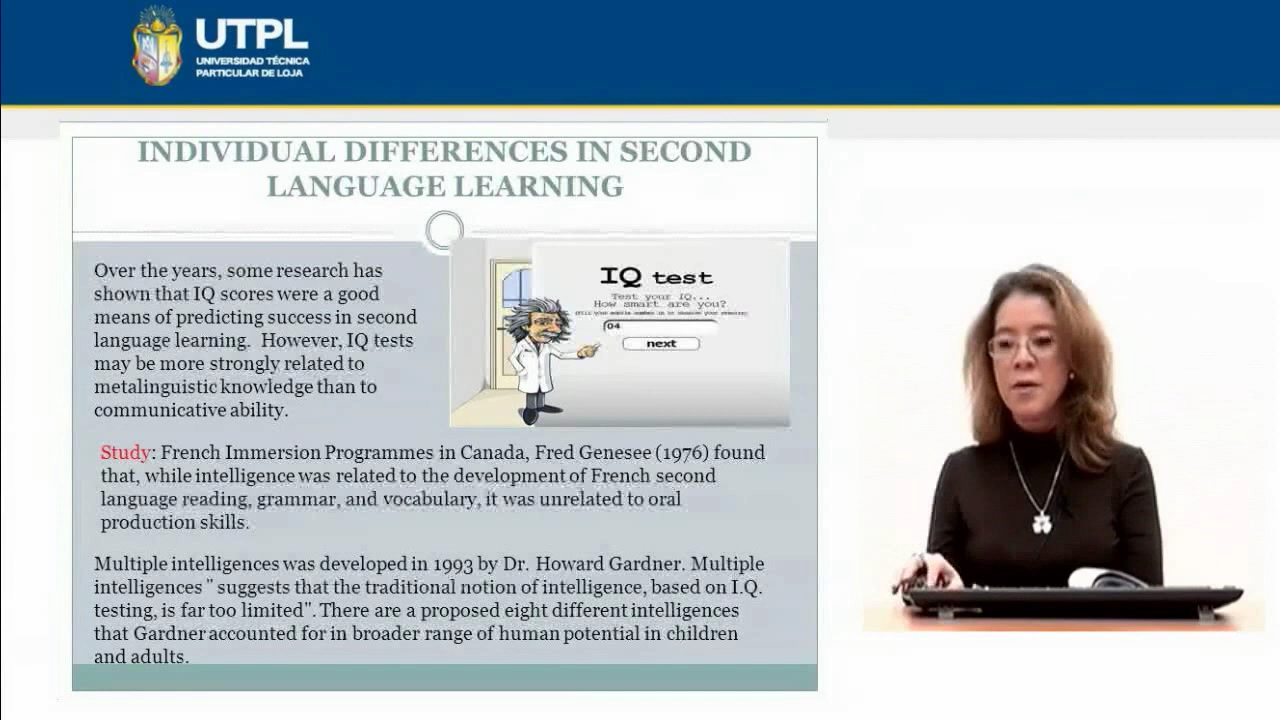 UTPL
UNIVERSIDAD TÉCNICA
PARTICULAR DE LOJA
INDIVIDUAL DIFFERENCES IN SECOND
LANGUAGE LEARNING
Over the years, some research has
shown that IQ scores were a good
means of predicting success in second
language learning. However, IQ tests
may be more strongly related to
metalinguistic knowledge than to
communicative ability.
IQ test
Test your IQ...
How smart are you?
04
next
Study: French Immersion Programmes in Canada, Fred Genesee (1976) found
that, while intelligence was related to the development of French second
language reading, grammar, and vocabulary, it was unrelated to oral
production skills.
Multiple intelligences was developed in 1993 by Dr. Howard Gardner. Multiple
intelligences " suggests that the traditional notion of intelligence, based on I.Q.
testing, is far too limited". There are a proposed eight different intelligences
that Gardner accounted for in broader range of human potential in children
and adults.